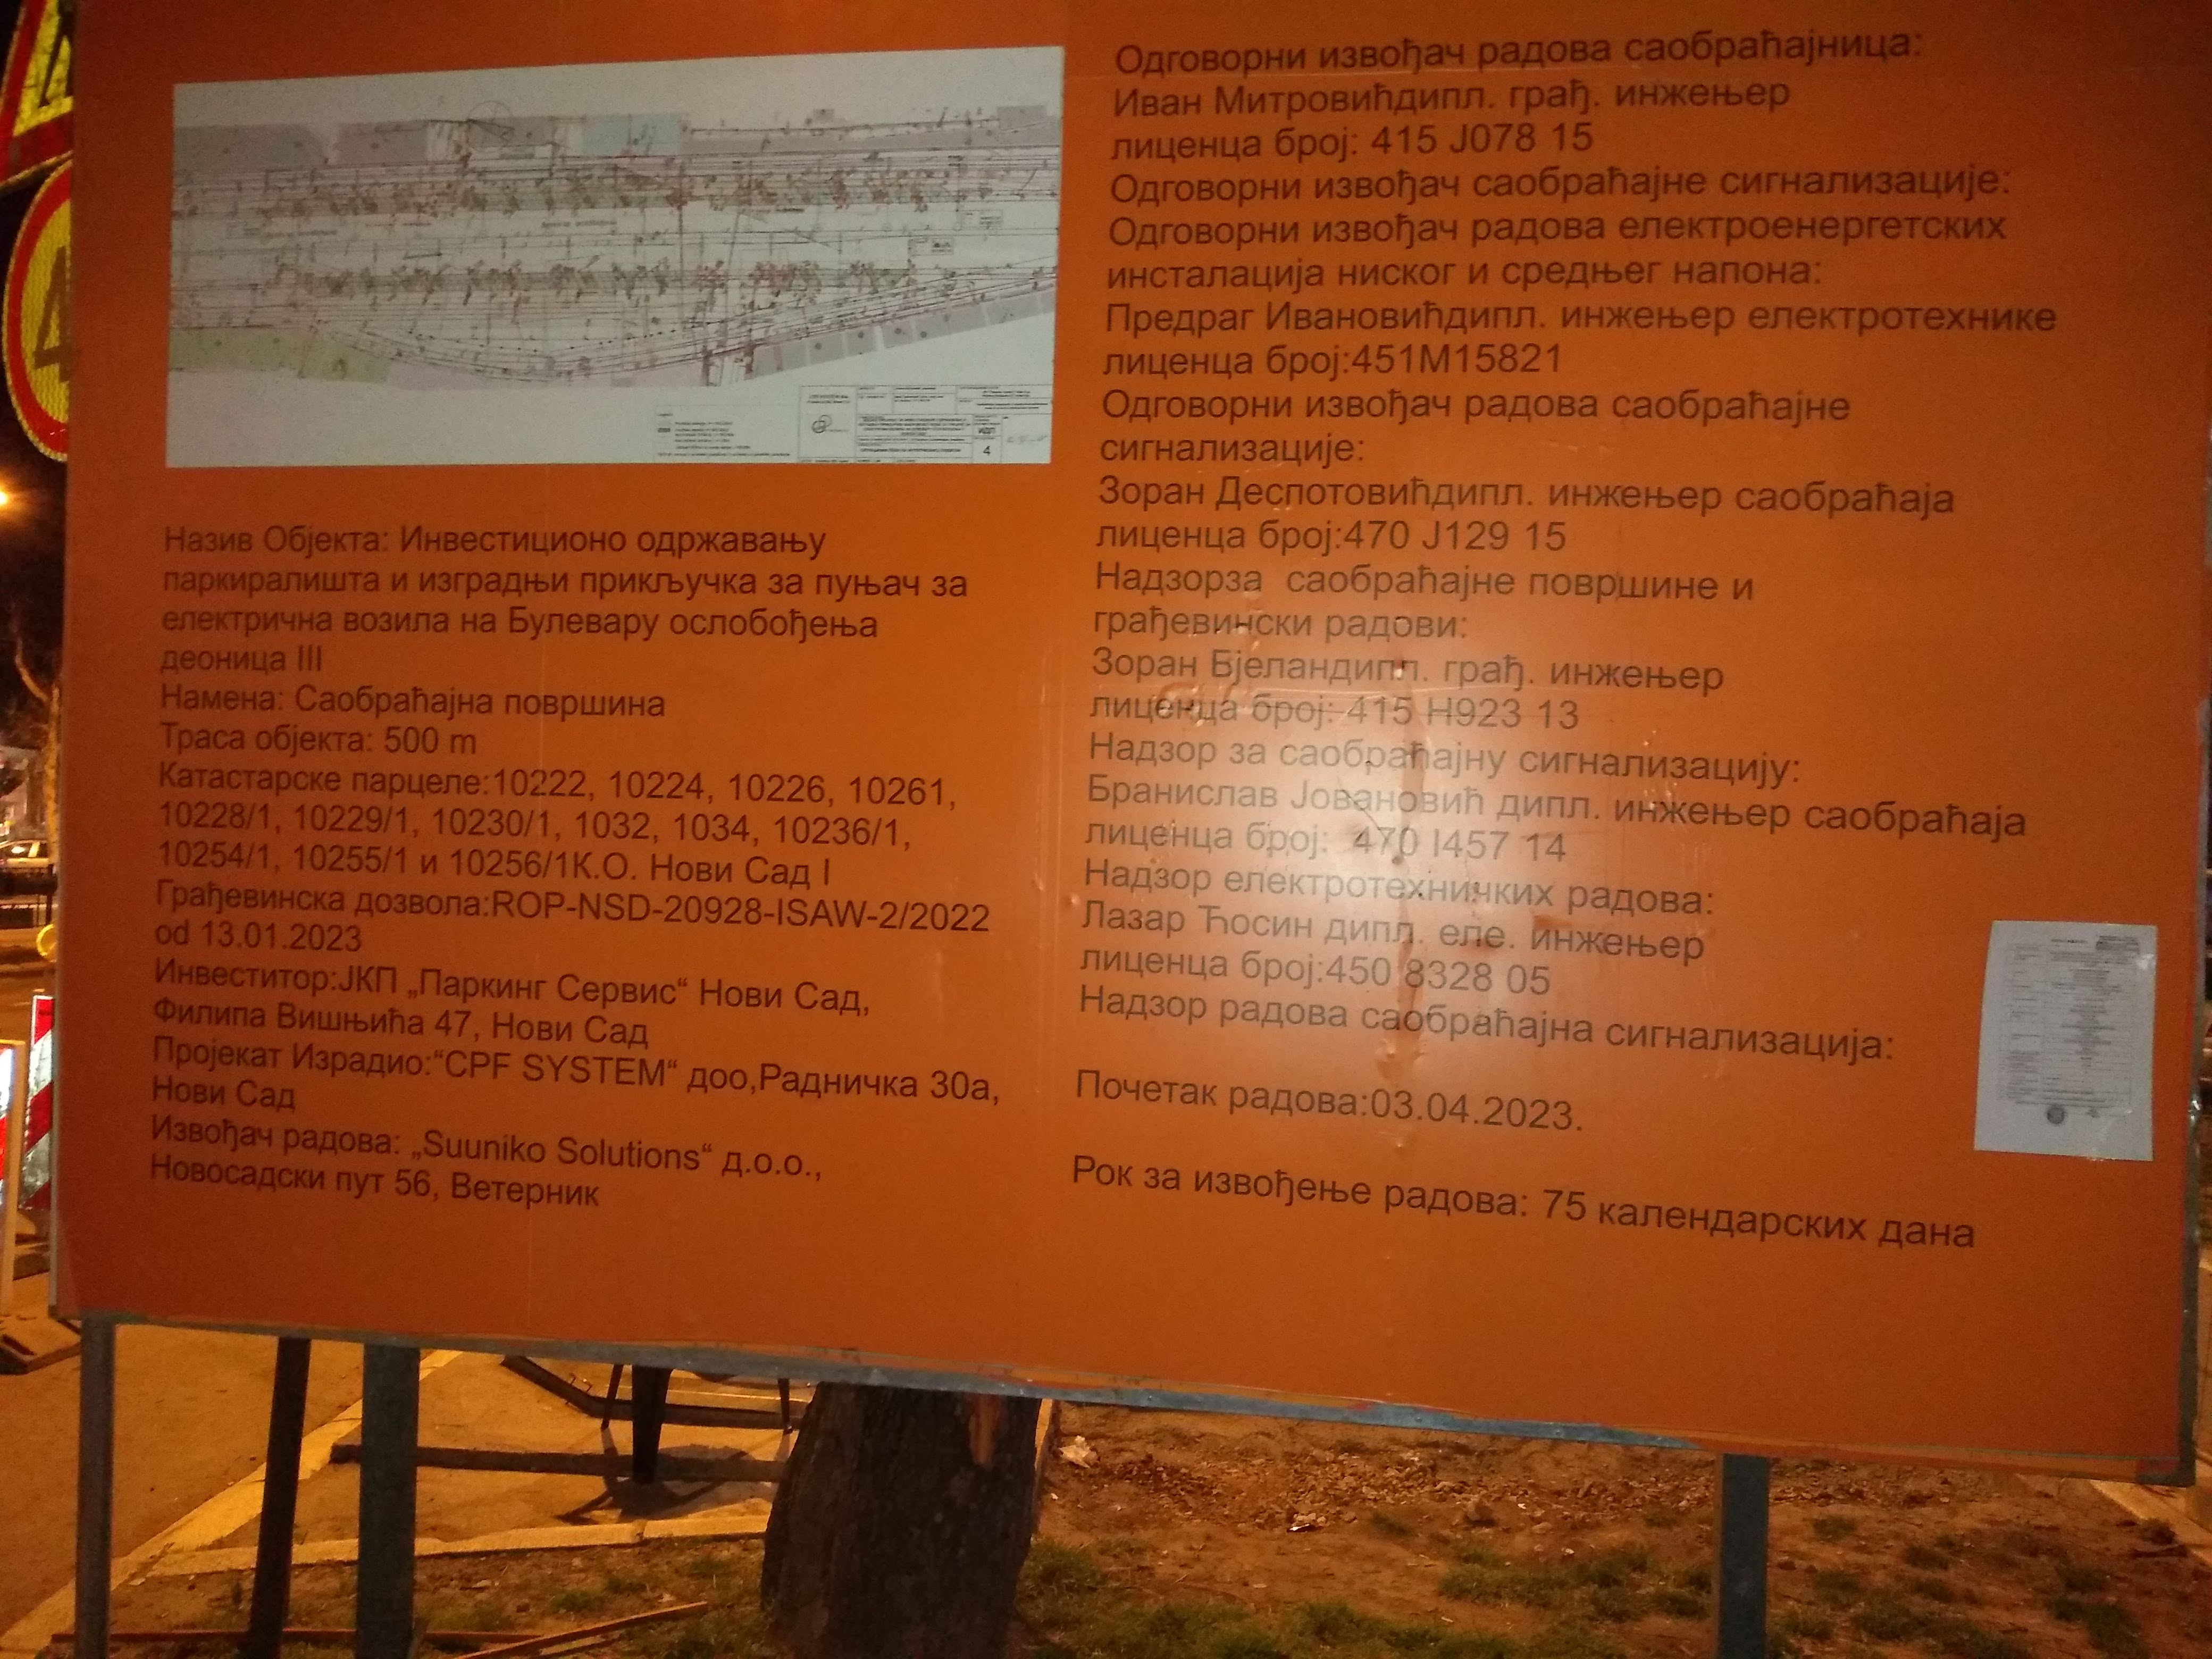 Назив Објекта: Инвестиционо одржавању
паркиралишта и изградњи прикључка за пуњач за
електрична возила на Булевару ослобођења
деоница III
Намена: Саобраћајна површина
Траса објекта: 500 m
Катастарске парцеле:10222, 10224, 10226, 10261,
10228/1, 10229/1, 10230/1, 1032, 1034, 10236/1,
10254/1, 10255/1 и 10256/1К.О. Нови Сад I
Грађевинска дозвола:ROP-NSD-20928-ISAW-2/2022
od 13.01.2023
Инвеститор:ЈКП „Паркинг Сервис“ Нови Сад,
Филипа Вишњића 47, Нови Сад
Пројекат Израдио:“CPF SYSTEM“ доо,Радничка 30а,
Нови Сад
Извођач радова: „Suuniko Solutions“ д.о.о.,
Новосадски пут 56, Ветерник
Одговорни извођач радова саобраћајница:
Иван Митровићдипл. грађ. инжењер
лиценца број: 415 Ј078 15
Одговорни извођач саобраћајне сигнализације:
Одговорни извођач радова електроенергетских
инсталација ниског и средњег напона:
Предраг Ивановићдипл. инжењер електротехнике
лиценца број:451М15821
Одговорни извођач радова саобраћајне
сигнализације:
Зоран Деспотовићдипл. инжењер саобраћаја
лиценца број:470 Ј129 15
Надзорза саобраћајне површине и
грађевински радови:
Зоран Бјеландипл. грађ. инжењер
лиценца број: 415 Н923 13
Надзор за саобраћајну сигнализацију:
Бранислав Јовановић дипл. инжењер саобраћаја
лиценца број: 470 I457 14
Надзор електротехничких радова:
Лазар Ћосин дипл. еле. инжењер
лиценца број:450 8328 05
Надзор радова саобраћајна сигнализација:
Почетак радова:03.04.2023.
Рок за извођење радова: 75 календарских дана
4